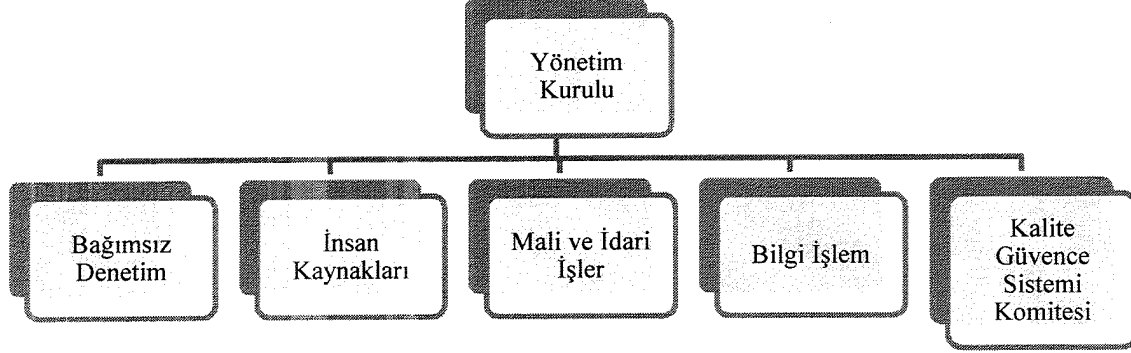 Yönetim
Kurulu
Bağımsız
Denetim
İnsan
Kaynakları
Mali ve İdari
İşler
Bilgi İşlem
Kalite
Güvence
Sistemi
Komitesi